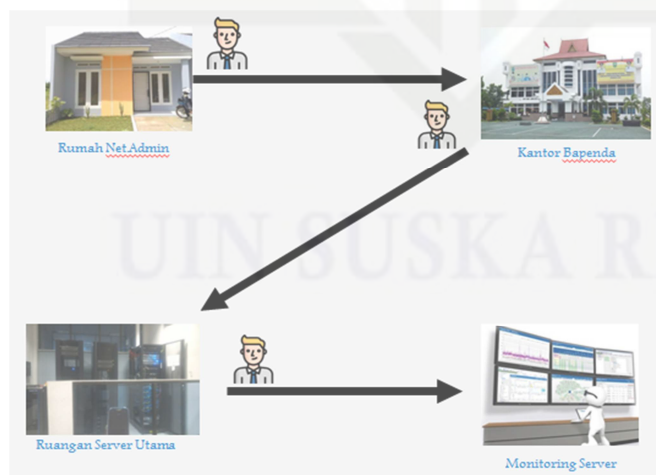 Rumah Net.Admin
Kantor Bapenda
UIN SUSKA R
Ruangan Server Utama
Monitoring Server